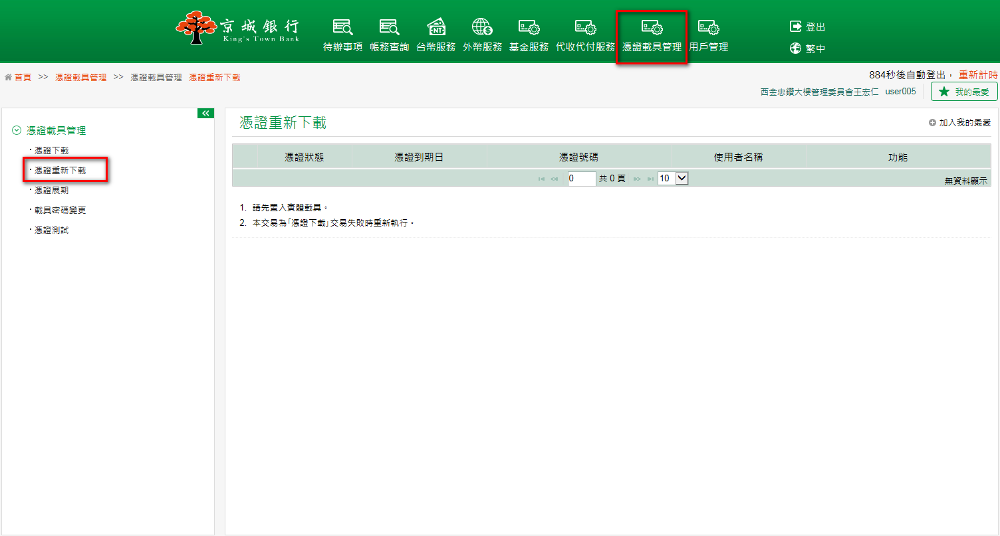 京城銀行
King's Town Bank
待辦事項 帳務查詢 台幣服務 外幣服務 基金服務 代收代付服務 憑證載具管理 用戶管理
登出
繁中
首頁 >> 憑證載具管理 >> 憑證載具管理 憑證重新下載
884秒後自動登出, 重新計時
西金忠鑽大樓管理委員會王宏仁 user005 我的最愛
憑證載具管理
憑證下載
憑證重新下載
憑證展期
載具密碼變更
憑證測試
憑證重新下載
加入我的最愛
憑證狀態 憑證到期日 憑證號碼 使用者名稱 功能
0 共 0 頁 10 無資料顯示
1. 請先置入實體載具。
2. 本交易為「憑證下載」交易失敗時重新執行。